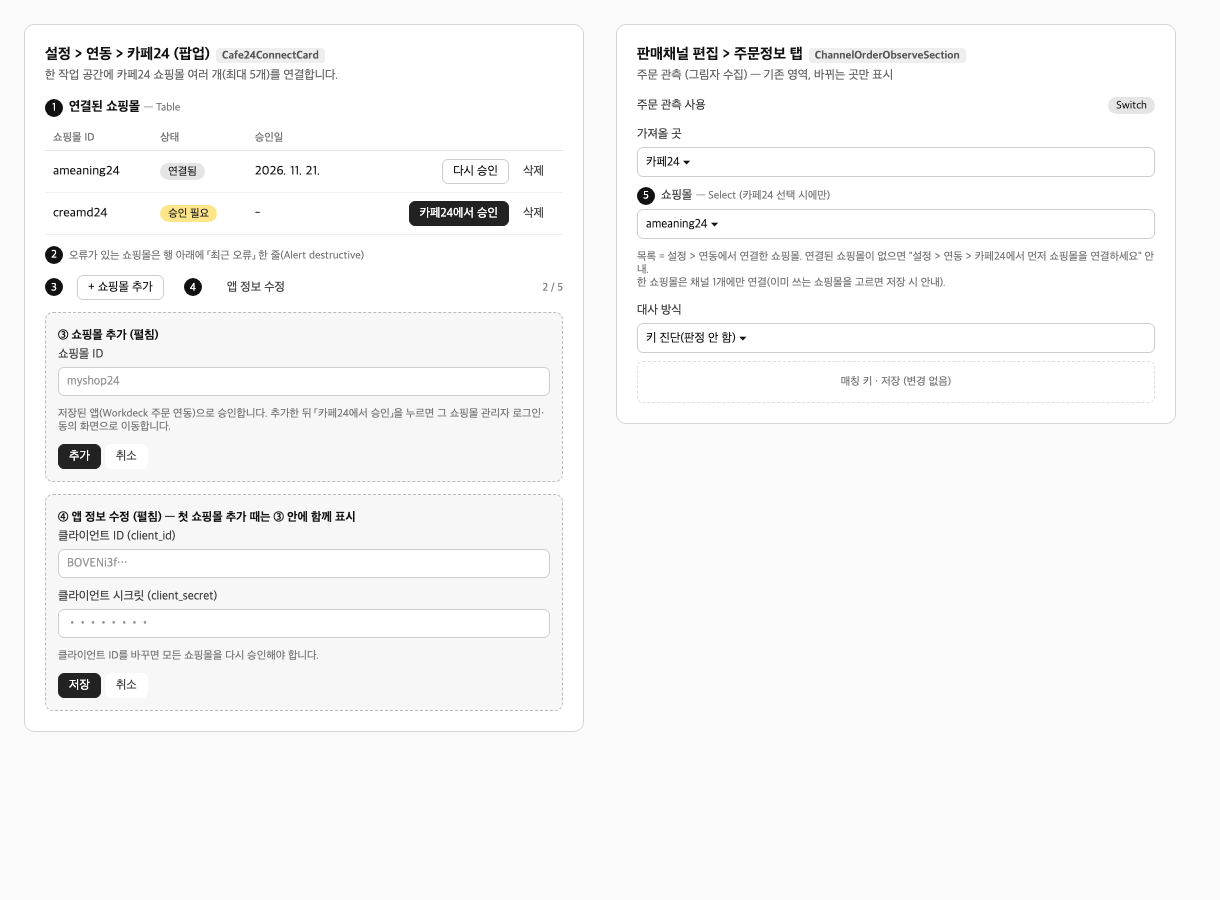 설정 > 연동 > 카페24 (팝업) Cafe24ConnectCard
한 작업 공간에 카페24 쇼핑몰 여러 개(최대 5개)를 연결합니다.
1 연결된 쇼핑몰 — Table
쇼핑몰 ID 상태 승인일
ameaning24 연결됨 2026. 11. 21. 다시 승인 삭제
creamd24 승인 필요 – 카페24에서 승인 삭제
2 오류가 있는 쇼핑몰은 행 아래에 「최근 오류」 한 줄(Alert destructive)
3 + 쇼핑몰 추가 4 앱 정보 수정 2 / 5
③ 쇼핑몰 추가 (펼침)
쇼핑몰 ID
myshop24
저장된 앱(Workdeck 주문 연동)으로 승인합니다. 추가한 뒤 「카페24에서 승인」을 누르면 그 쇼핑몰 관리자 로그인·
동의 화면으로 이동합니다.
추가 취소
④ 앱 정보 수정 (펼침) — 첫 쇼핑몰 추가 때는 ③ 안에 함께 표시
클라이언트 ID (client_id)
BOVENi3f···
클라이언트 시크릿 (client_secret)
••••••••
클라이언트 ID를 바꾸면 모든 쇼핑몰을 다시 승인해야 합니다.
저장 취소
판매채널 편집 > 주문정보 탭 ChannelOrderObserveSection
주문 관측 (그림자 수집) — 기존 영역, 바뀌는 곳만 표시
주문 관측 사용 Switch
가져올 곳
카페24
5 쇼핑몰 — Select (카페24 선택 시에만)
ameaning24
목록 = 설정 > 연동에서 연결한 쇼핑몰. 연결된 쇼핑몰이 없으면 "설정 > 연동 > 카페24에서 먼저 쇼핑몰을 연결하세요" 안
내.
한 쇼핑몰은 채널 1개에만 연결(이미 쓰는 쇼핑몰을 고르면 저장 시 안내).
대사 방식
키 진단(판정 안 함)
매칭 키 · 저장 (변경 없음)